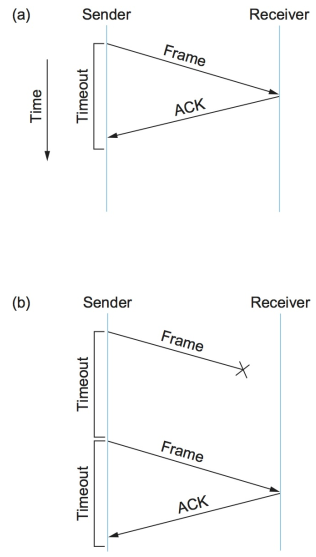 (a)
Sender
Receiver
Frame
Time
Timeout
ACK
(b)
Sender
Receiver
Frame
Timeout
Frame
Timeout
ACK